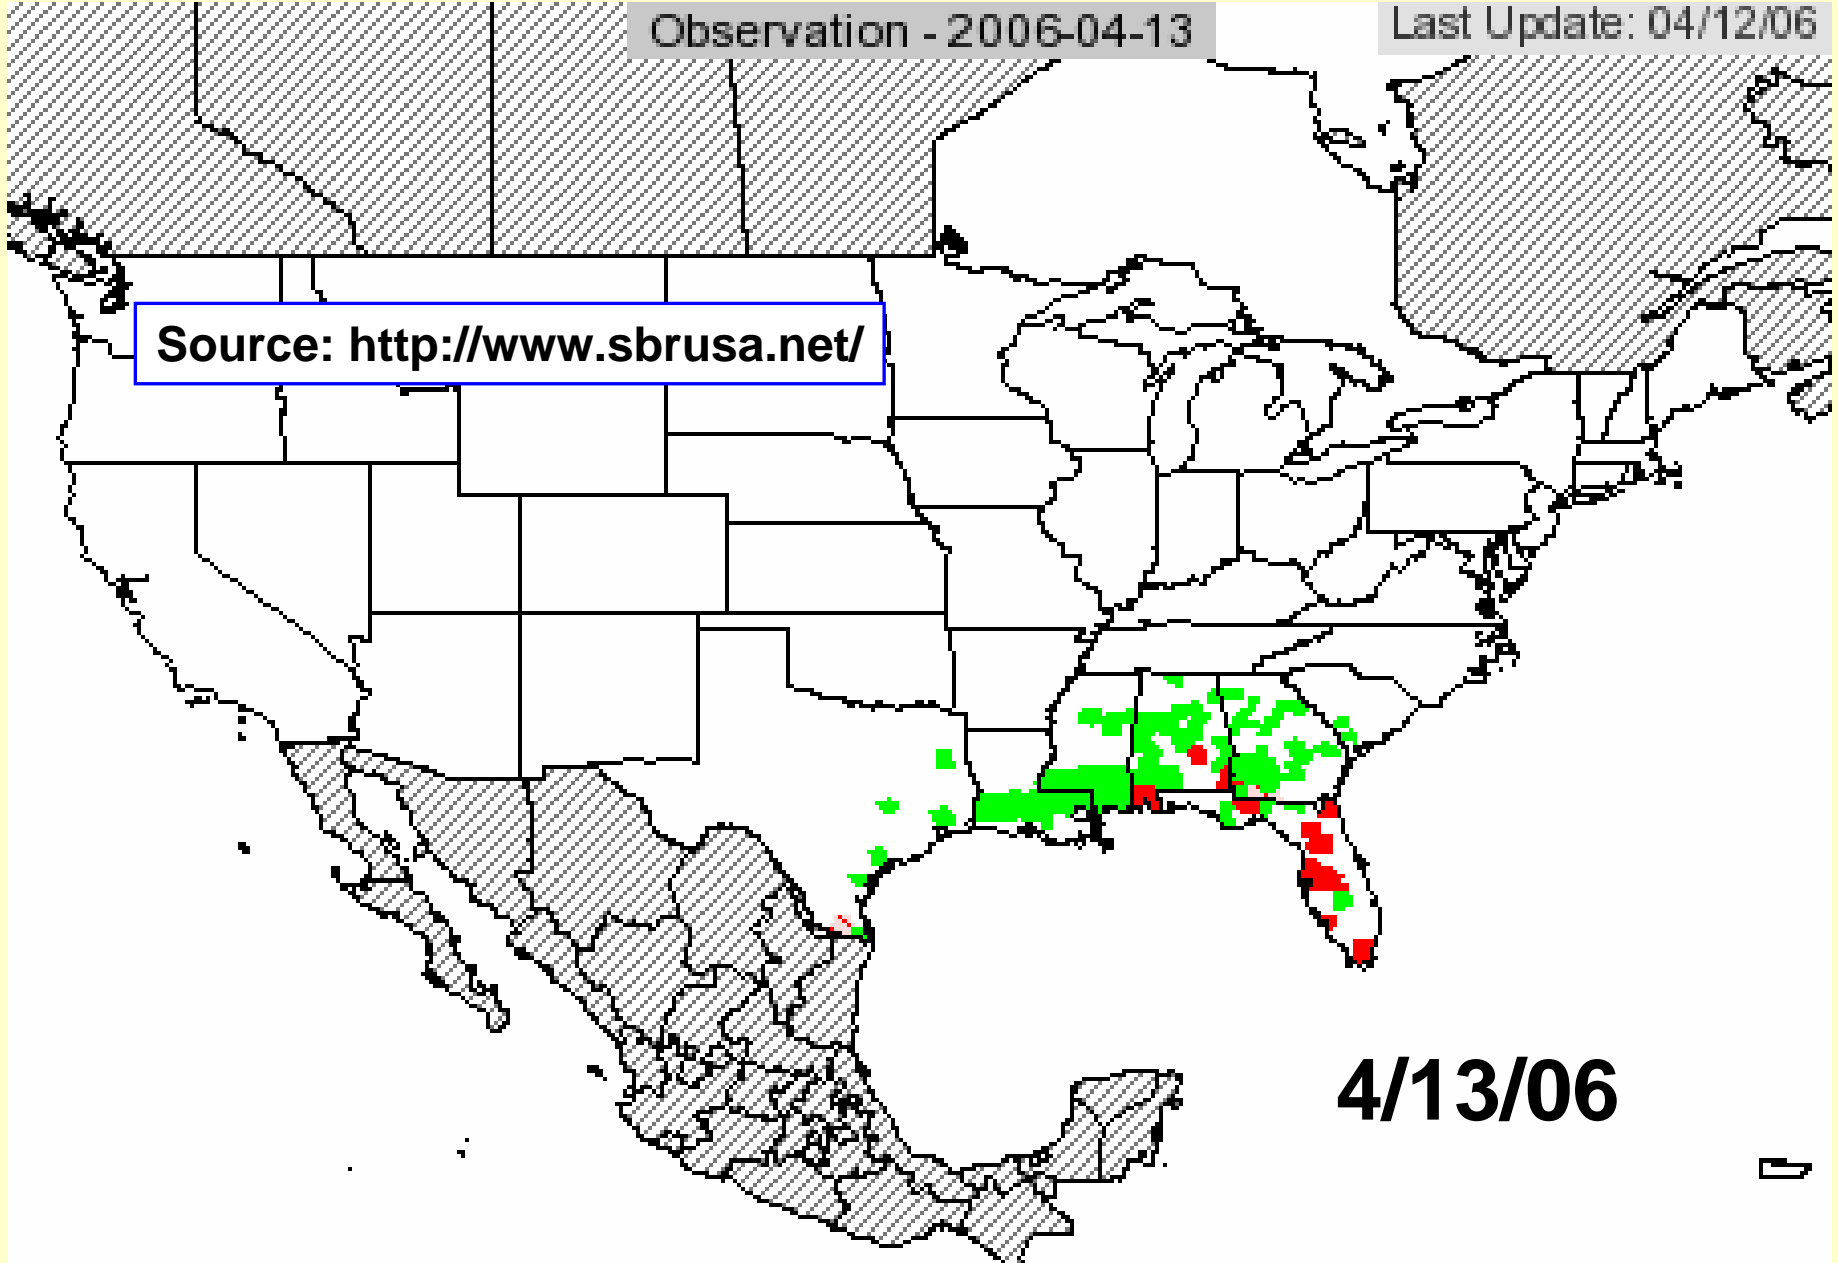 Observation - 2006-04-13
Last Update: 04/12/06
Source: http://www.sbrusa.net/
4/13/06